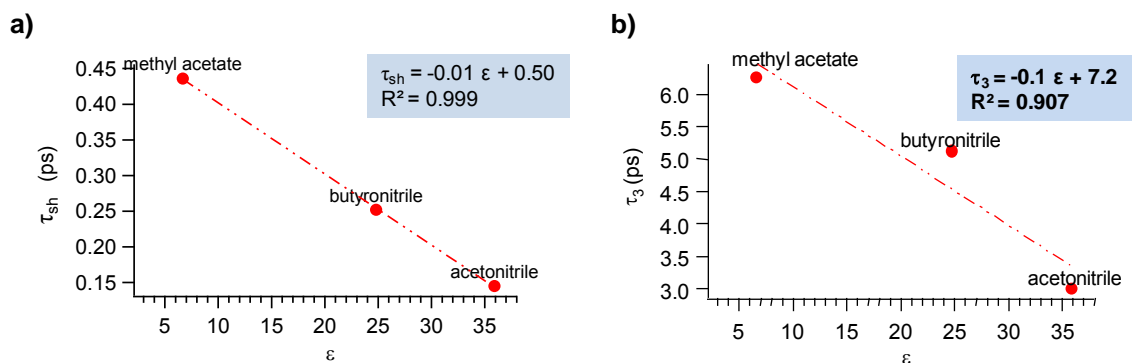 a)
methyl acetate
τsh = -0.01 ε + 0.50
R² = 0.999
0.45
0.40
0.35
0.30
0.25
0.20
0.15
τsh (ps)
butyronitrile
acetonitrile
5 10 15 20 25 30 35
ε
b)
methyl acetate
τ3 = -0.1 ε + 7.2
R² = 0.907
6.0
5.0
5.5
4.5
4.0
3.5
3.0
τ3 (ps)
butyronitrile
acetonitrile
5 10 15 20 25 30 35
ε